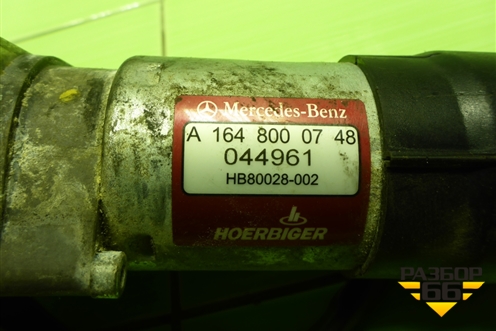 Mercedes-Benz
A 164 800 07 48
044961
HB80028-002
HOERBIGER
РАЗБОР
66